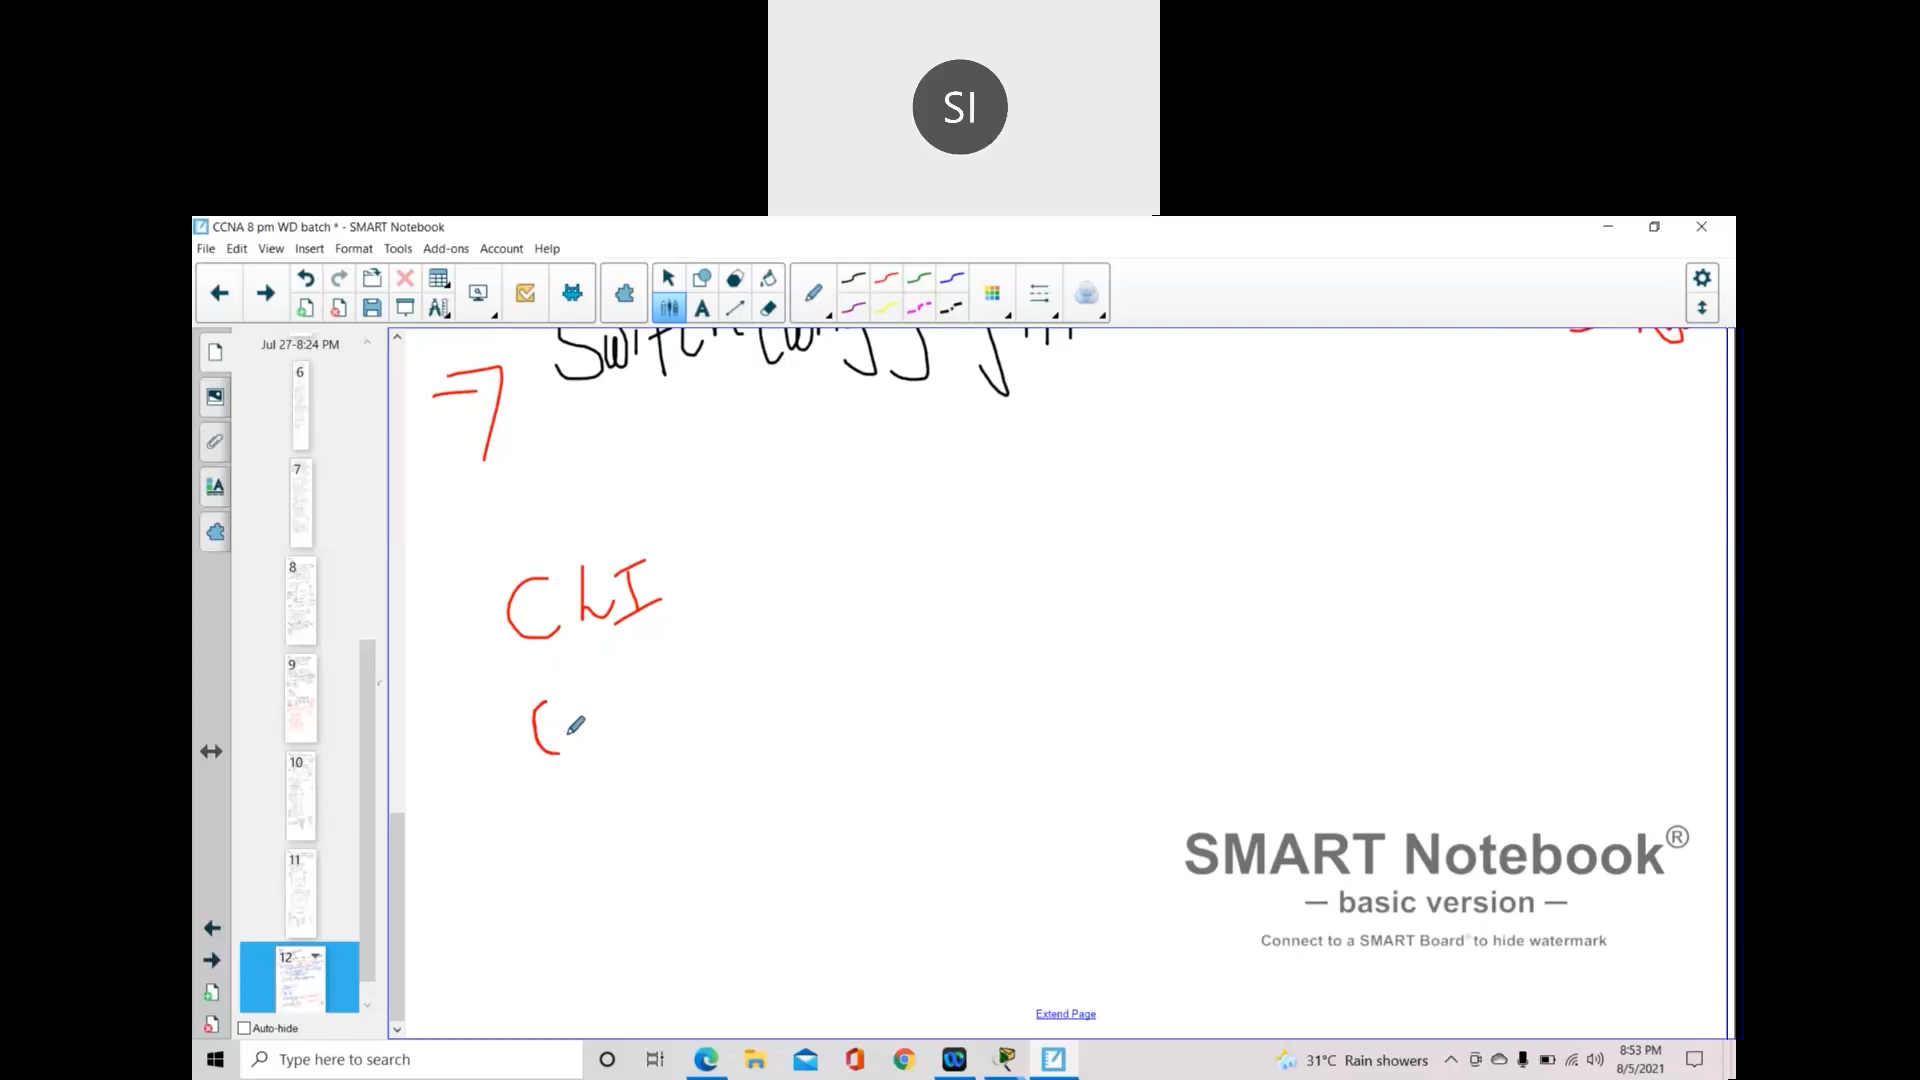 SI
CCNA 8 pm WD batch * - SMART Notebook
File Edit View Insert Format Tools Add-ons Account Help
Jul 27-8:24 PM
6
7
8
9
10
11
12
Auto-hide
CLI
SMART Notebook®
— basic version —
Connect to a SMART Board® to hide watermark
Extend Page
Type here to search
31°C Rain showers
8:53 PM
8/5/2021